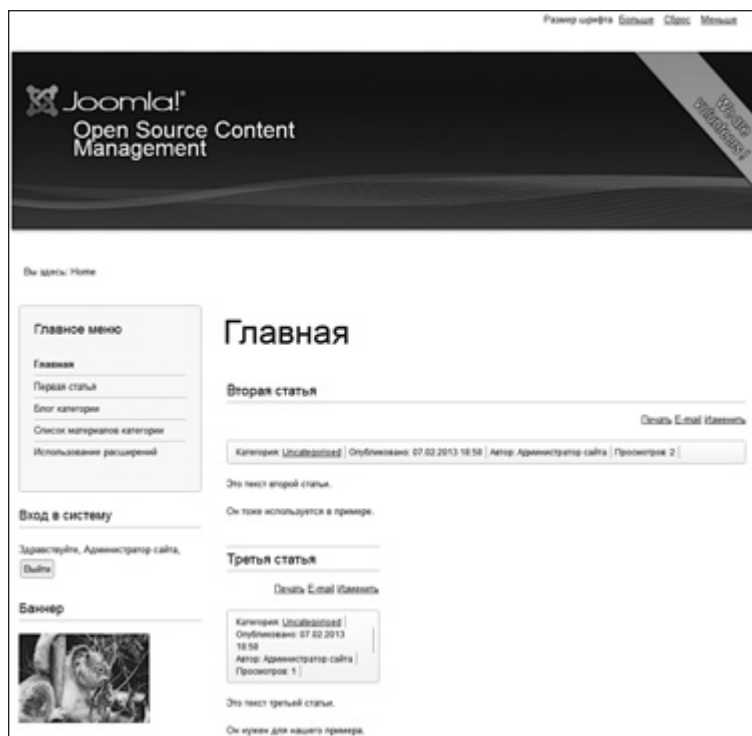 Размер шрифта Больше Сброс Меньше
Joomla!®
Open Source Content
Management
We are
volunteers!
Вы здесь: Home
Главное меню
Главная
Первая статья
Блог категории
Список материалов категории
Использование расширений
Вход в систему
Здравствуйте, Администратор сайта,
Выйти
Баннер
Главная
Вторая статья
Печать E-mail Изменить
Категория: Uncategorised | Опубликовано: 07.02.2013 18:58 | Автор: Администратор сайта | Просмотров: 2 |
Это текст второй статьи.
Он тоже используется в примере.
Третья статья
Печать E-mail Изменить
Категория: Uncategorised |
Опубликовано: 07.02.2013
18:58
Автор: Администратор сайта |
Просмотров: 1 |
Это текст третьей статьи.
Он нужен для нашего примера.